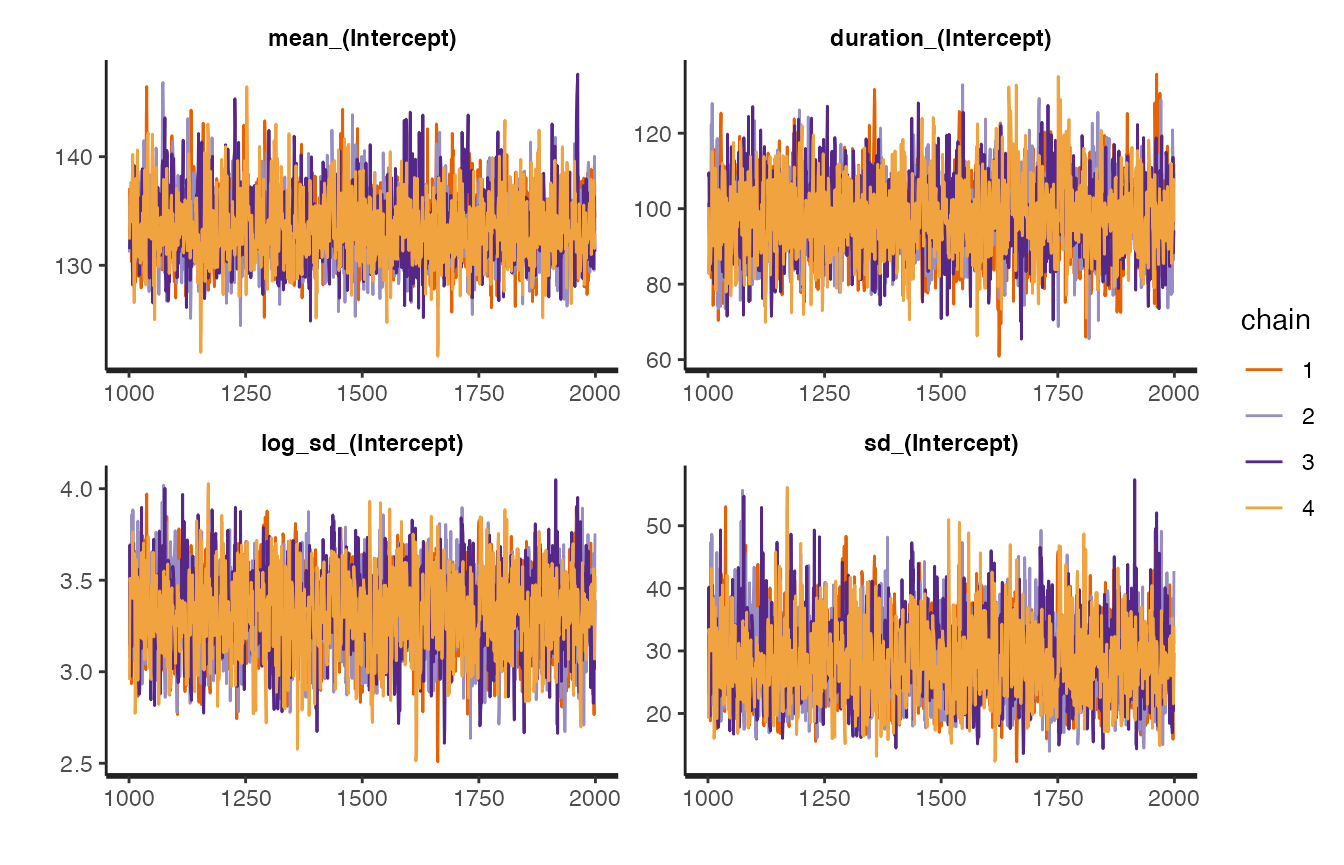 mean_(Intercept)
140
130
1000 1250 1500 1750 2000
duration_(Intercept)
120
100
80
60
1000 1250 1500 1750 2000
log_sd_(Intercept)
4.0
3.5
3.0
2.5
1000 1250 1500 1750 2000
sd_(Intercept)
50
40
30
20
1000 1250 1500 1750 2000
chain
1
2
3
4